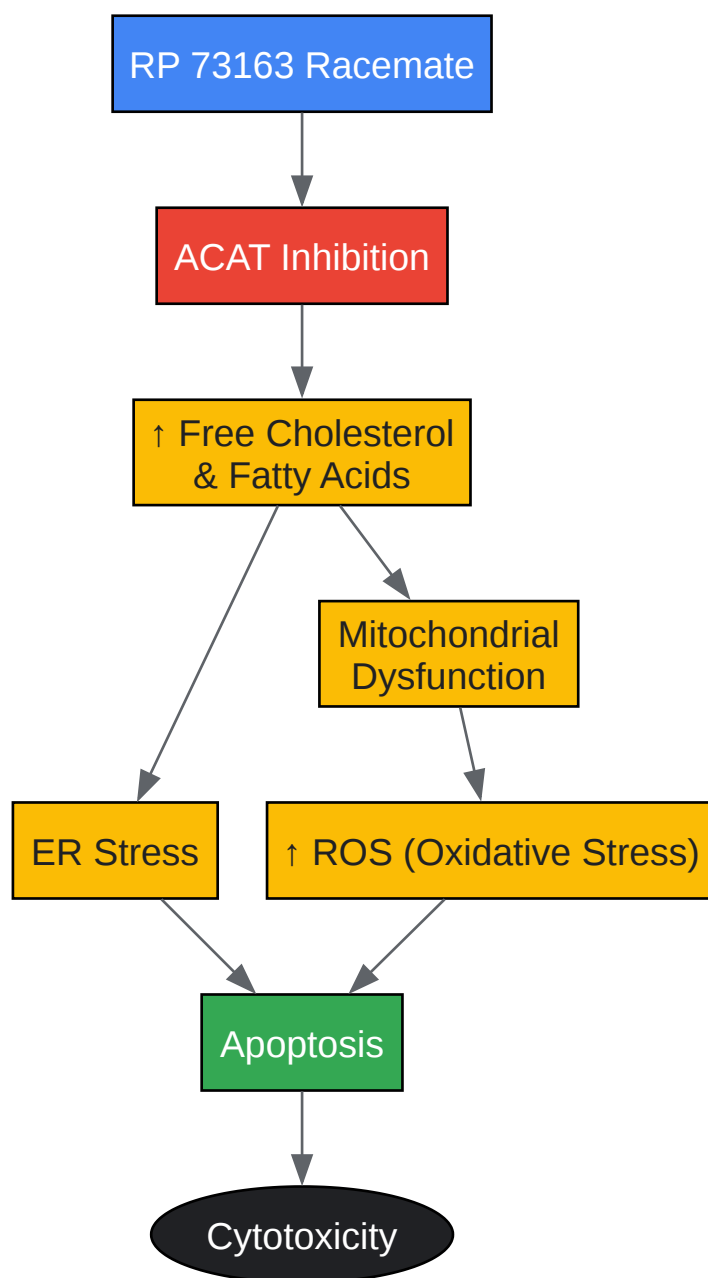 RP 73163 Racemate
ACAT Inhibition
↑ Free Cholesterol
& Fatty Acids
Mitochondrial
Dysfunction
ER Stress
↑ ROS (Oxidative Stress)
Apoptosis
Cytotoxicity